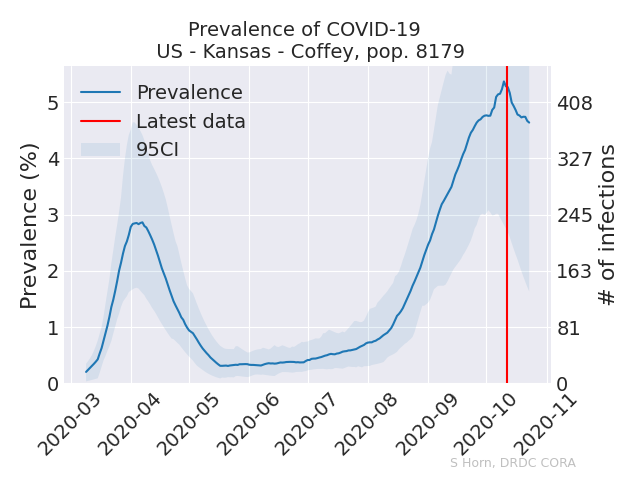 Prevalence of COVID-19
US - Kansas - Coffey, pop. 8179
Prevalence
Latest data
95CI
Prevalence (%)
5
4
3
2
1
0
408
327
245
163
81
0
# of infections
2020-03
2020-04
2020-05
2020-06
2020-07
2020-08
2020-09
2020-10
2020-11
S Horn, DRDC CORA